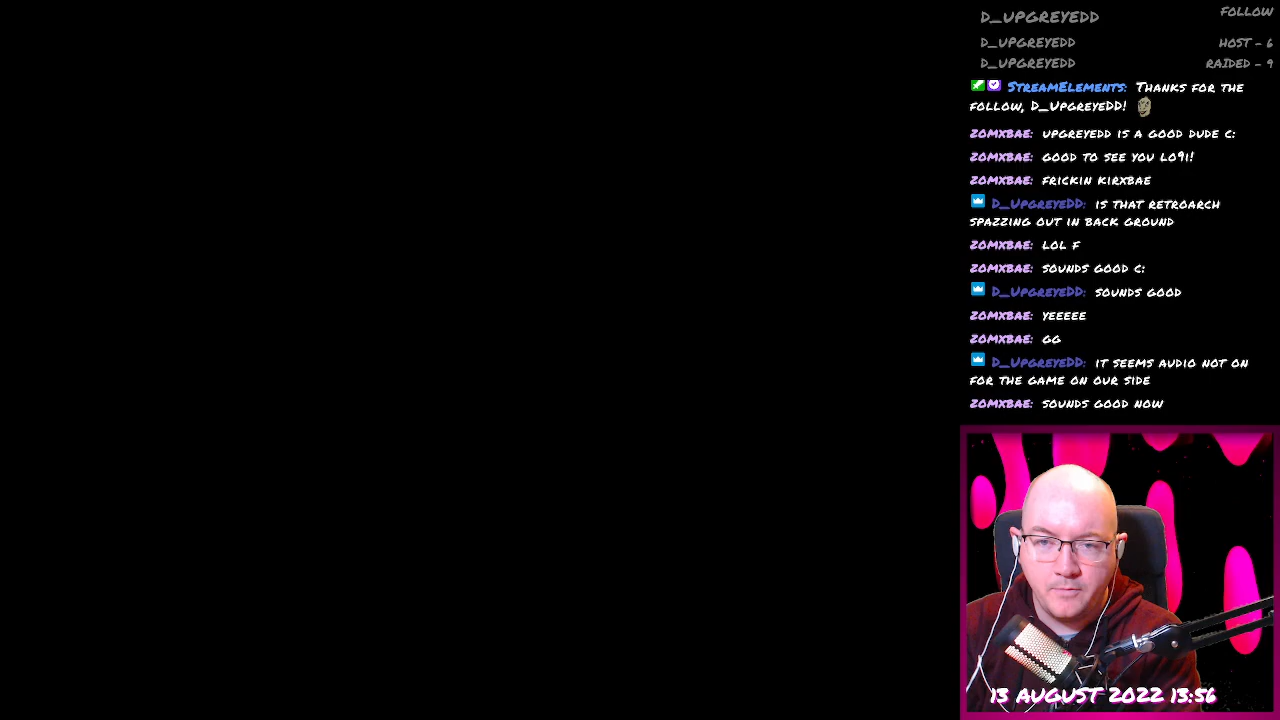 D_UPGREYEDD FOLLOW
D_UPGREYEDD HOST - 6
D_UPGREYEDD RAIDED - 9
STREAMELEMENTS: THANKS FOR THE
FOLLOW, D_UPGREYEDD!
ZOMXBAE: UPGREYEDD IS A GOOD DUDE C:
ZOMXBAE: GOOD TO SEE YOU LO9I!
ZOMXBAE: FRICKIN KIRXBAE
D_UPGREYEDD: IS THAT RETROARCH
SPAZZING OUT IN BACK GROUND
ZOMXBAE: LOL F
ZOMXBAE: SOUNDS GOOD C:
D_UPGREYEDD: SOUNDS GOOD
ZOMXBAE: YEEEEE
ZOMXBAE: GG
D_UPGREYEDD: IT SEEMS AUDIO NOT ON
FOR THE GAME ON OUR SIDE
ZOMXBAE: SOUNDS GOOD NOW
13 AUGUST 2022 13:56